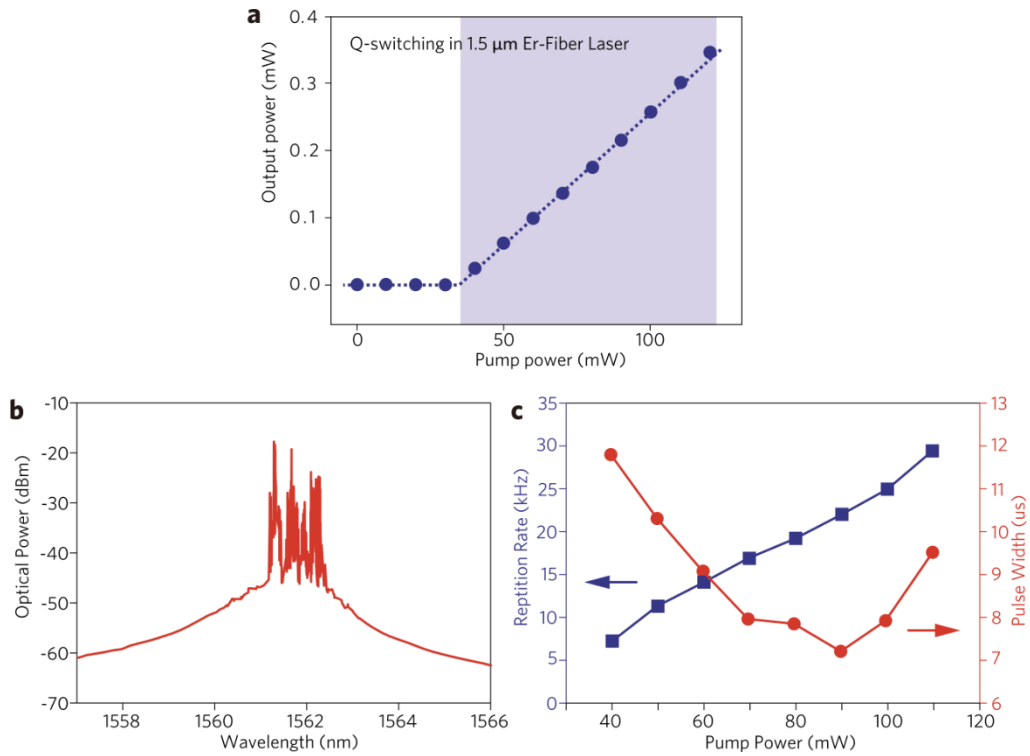 a
Q-switching in 1.5 μm Er-Fiber Laser
Output power (mW)
0.4
0.3
0.2
0.1
0.0
0 50 100
Pump power (mW)
b
Optical Power (dBm)
-10
-20
-30
-40
-50
-60
-70
1558 1560 1562 1564 1566
Wavelength (nm)
c
Reptition Rate (kHz)
35
30
25
20
15
10
5
0
13
12
11
10
9
8
7
6
Pulse Width (us)
40 60 80 100 120
Pump Power (mW)